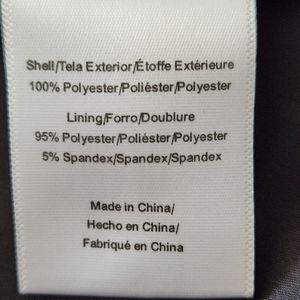 Shell/Tela Exterior/Étoffe Extérieure
100% Polyester/Poliéster/Polyester
Lining/Forro/Doublure
95% Polyester/Poliéster/Polyester
5% Spandex/Spandex/Spandex
Made in China/
Hecho en China/
Fabriqué en China